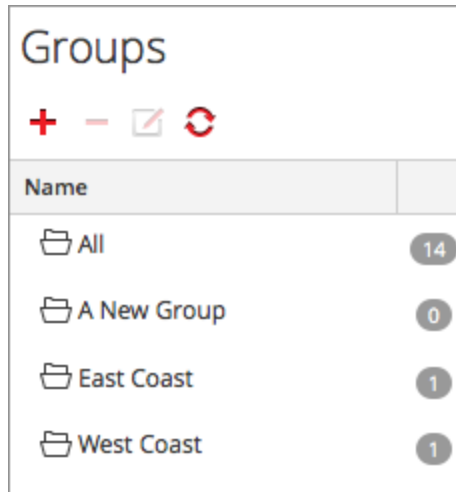 Groups
Name
All 14
A New Group 0
East Coast 1
West Coast 1